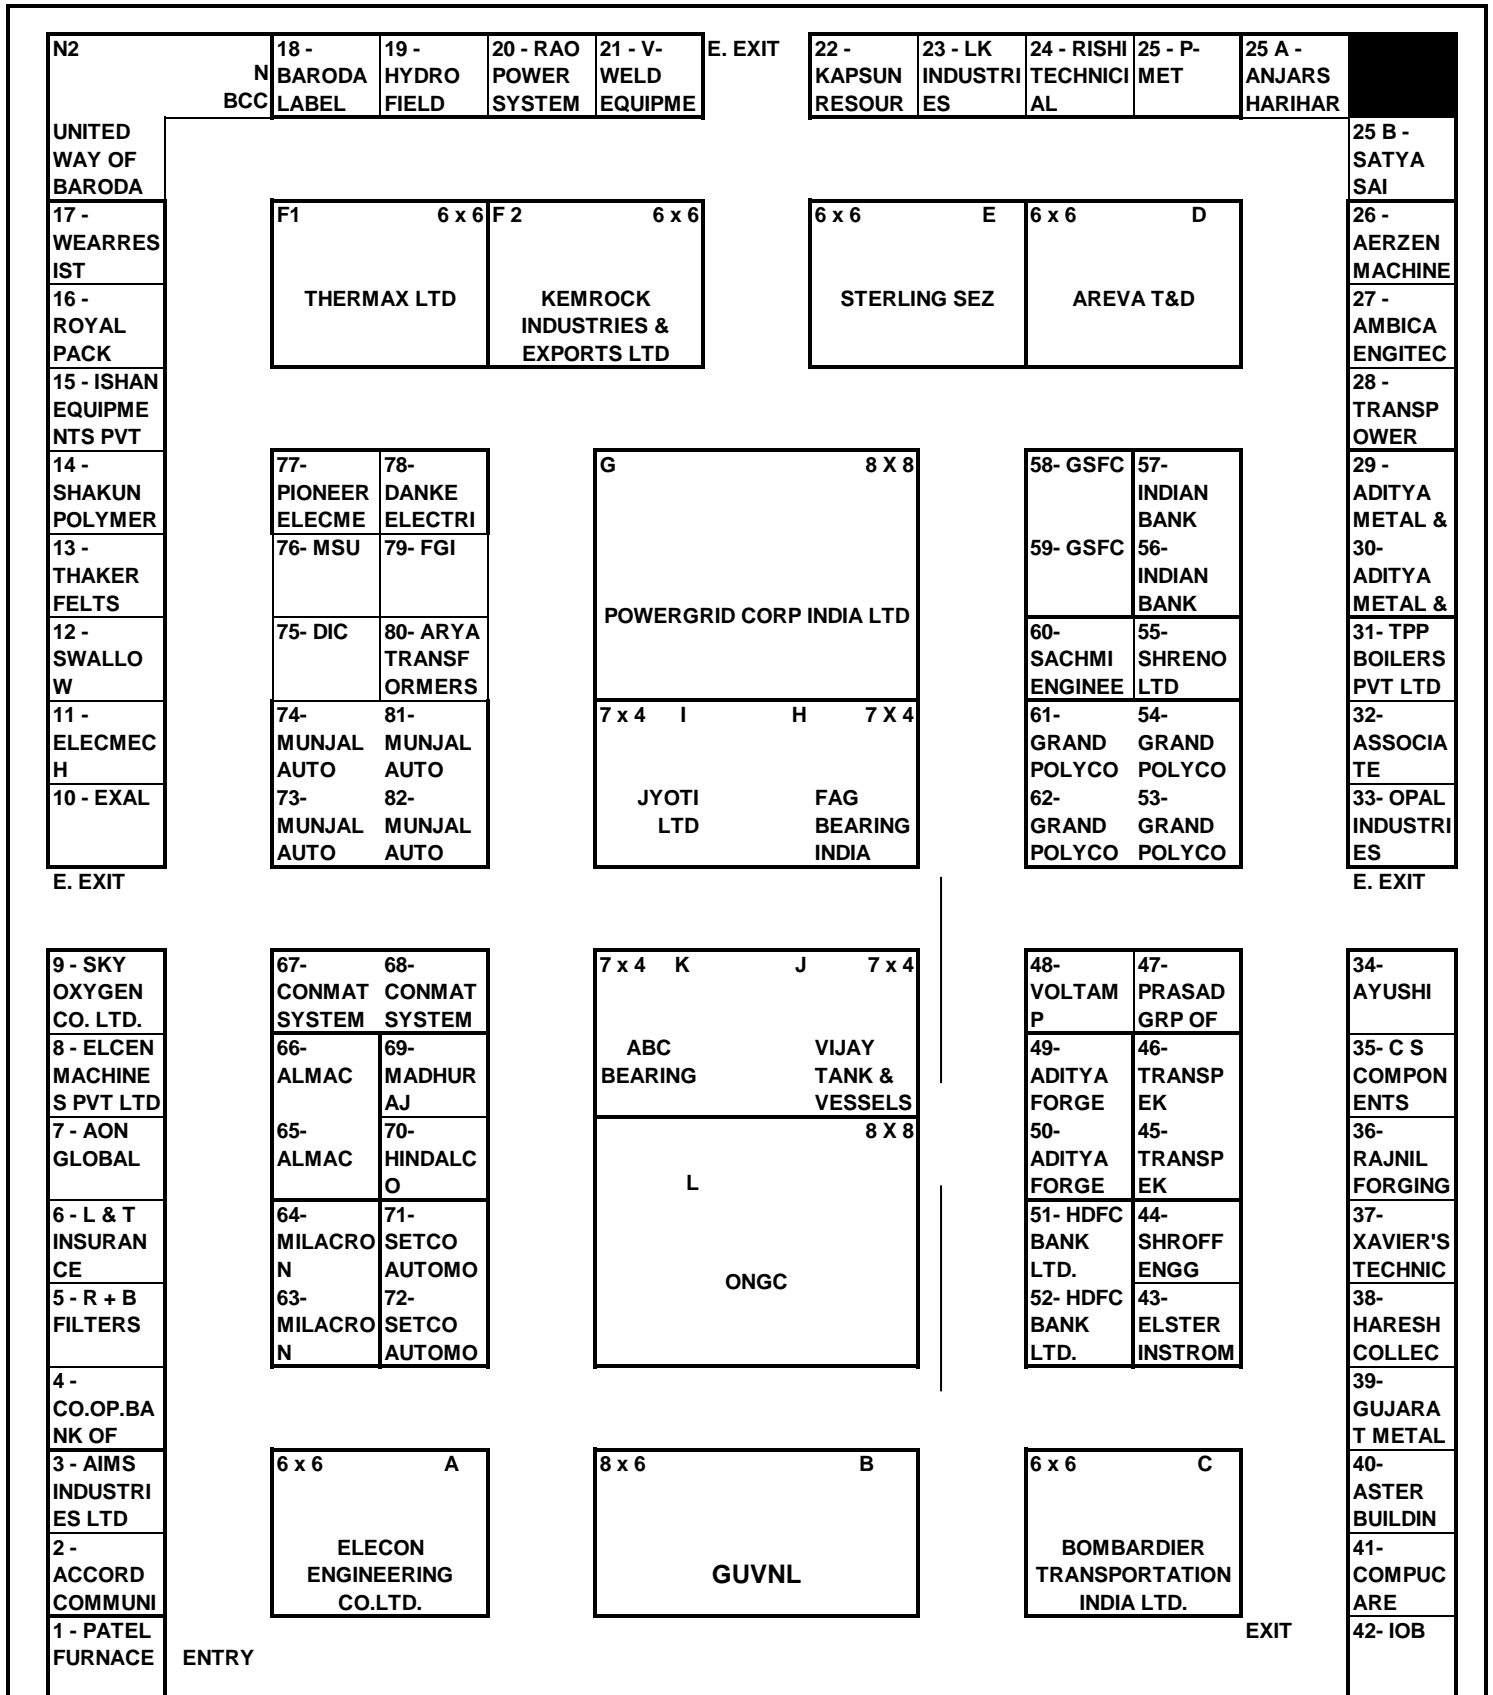 N2
N
BCC
18 -
BARODA
LABEL
19 -
HYDRO
FIELD
20 - RAO
POWER
SYSTEM
21 - V-
WELD
EQUIPME
E. EXIT
22 -
KAPSUN
RESOUR
23 - LK
INDUSTRI
ES
24 - RISHI
TECHNICI
AL
25 - P-
MET
25 A -
ANJARS
HARIHAR
UNITED
WAY OF
BARODA
25 B -
SATYA
SAI
17 -
WEARRES
IST
F1 6 x 6
THERMAX LTD
F 2 6 x 6
KEMROCK
INDUSTRIES &
EXPORTS LTD
6 x 6 E
STERLING SEZ
6 x 6 D
AREVA T&D
26 -
AERZEN
MACHINE
16 -
ROYAL
PACK
27 -
AMBICA
ENGITEC
15 - ISHAN
EQUIPME
NTS PVT
28 -
TRANSP
OWER
14 -
SHAKUN
POLYMER
77-
PIONEER
ELECME
78-
DANKE
ELECTRI
G 8 X 8
POWERGRID CORP INDIA LTD
58- GSFC
57-
INDIAN
BANK
29 -
ADITYA
METAL &
13 -
THAKER
FELTS
76- MSU
79- FGI
59- GSFC
56-
INDIAN
BANK
30-
ADITYA
METAL &
12 -
SWALLO
W
75- DIC
80- ARYA
TRANSF
ORMERS
60-
SACHMI
ENGINEE
55-
SHRENO
LTD
31- TPP
BOILERS
PVT LTD
11 -
ELECMEC
H
74-
MUNJAL
AUTO
81-
MUNJAL
AUTO
7 x 4 I
JYOTI
LTD
H 7 X 4
FAG
BEARING
INDIA
61-
GRAND
POLYCO
54-
GRAND
POLYCO
32-
ASSOCIA
TE
10 - EXAL
73-
MUNJAL
AUTO
82-
MUNJAL
AUTO
62-
GRAND
POLYCO
53-
GRAND
POLYCO
33- OPAL
INDUSTRI
ES
E. EXIT
E. EXIT
9 - SKY
OXYGEN
CO. LTD.
67-
CONMAT
SYSTEM
68-
CONMAT
SYSTEM
7 x 4 K
ABC
BEARING
J 7 x 4
VIJAY
TANK &
VESSELS
48-
VOLTAM
P
47-
PRASAD
GRP OF
34-
AYUSHI
8 - ELCEN
MACHINE
S PVT LTD
66-
ALMAC
69-
MADHUR
AJ
49-
ADITYA
FORGE
46-
TRANSP
EK
35- C S
COMPON
ENTS
7 - AON
GLOBAL
65-
ALMAC
70-
HINDALC
O
8 X 8
L
ONGC
50-
ADITYA
FORGE
45-
TRANSP
EK
36-
RAJNIL
FORGING
6 - L & T
INSURAN
CE
64-
MILACRO
N
71-
SETCO
AUTOMO
51- HDFC
BANK
LTD.
44-
SHROFF
ENGG
37-
XAVIER'S
TECHNIC
5 - R + B
FILTERS
63-
MILACRO
N
72-
SETCO
AUTOMO
52- HDFC
BANK
LTD.
43-
ELSTER
INSTROM
38-
HARESH
COLLEC
4 -
CO.OP.BA
NK OF
39-
GUJARA
T METAL
3 - AIMS
INDUSTRI
ES LTD
6 x 6 A
ELECON
ENGINEERING
CO.LTD.
8 x 6 B
GUVNL
6 x 6 C
BOMBARDIER
TRANSPORTATION
INDIA LTD.
40-
ASTER
BUILDIN
2 -
ACCORD
COMMUNI
41-
COMPUC
ARE
1 - PATEL
FURNACE
ENTRY
EXIT
42- IOB